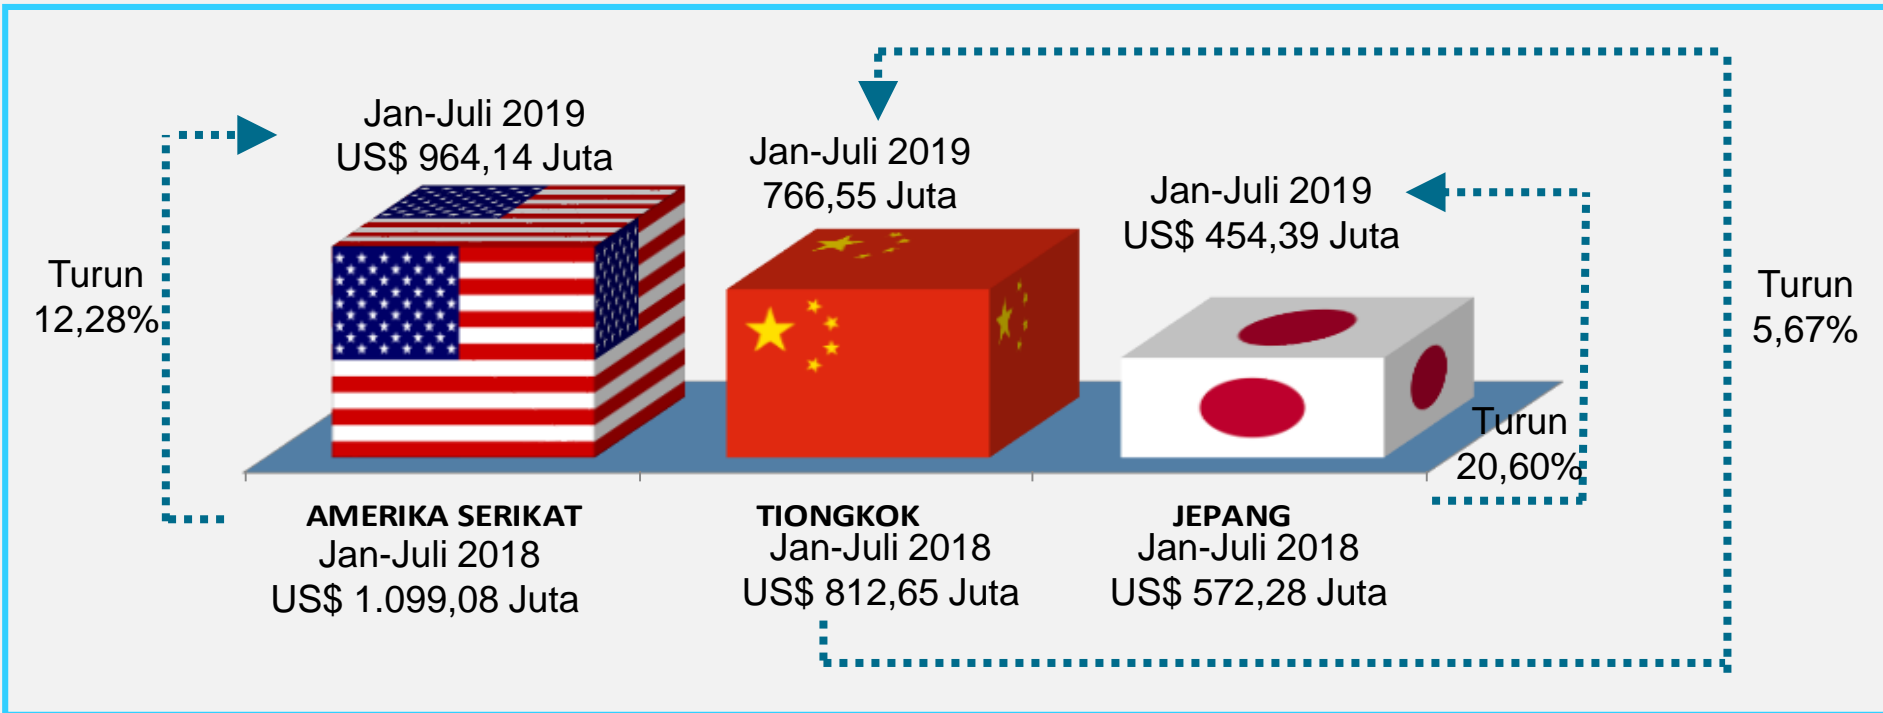 Jan-Juli 2019
US$ 964,14 Juta
Jan-Juli 2019
766,55 Juta
Jan-Juli 2019
US$ 454,39 Juta
Turun
12,28%
Turun
5,67%
Turun
20,60%
AMERIKA SERIKAT
Jan-Juli 2018
US$ 1.099,08 Juta
TIONGKOK
Jan-Juli 2018
US$ 812,65 Juta
JEPANG
Jan-Juli 2018
US$ 572,28 Juta